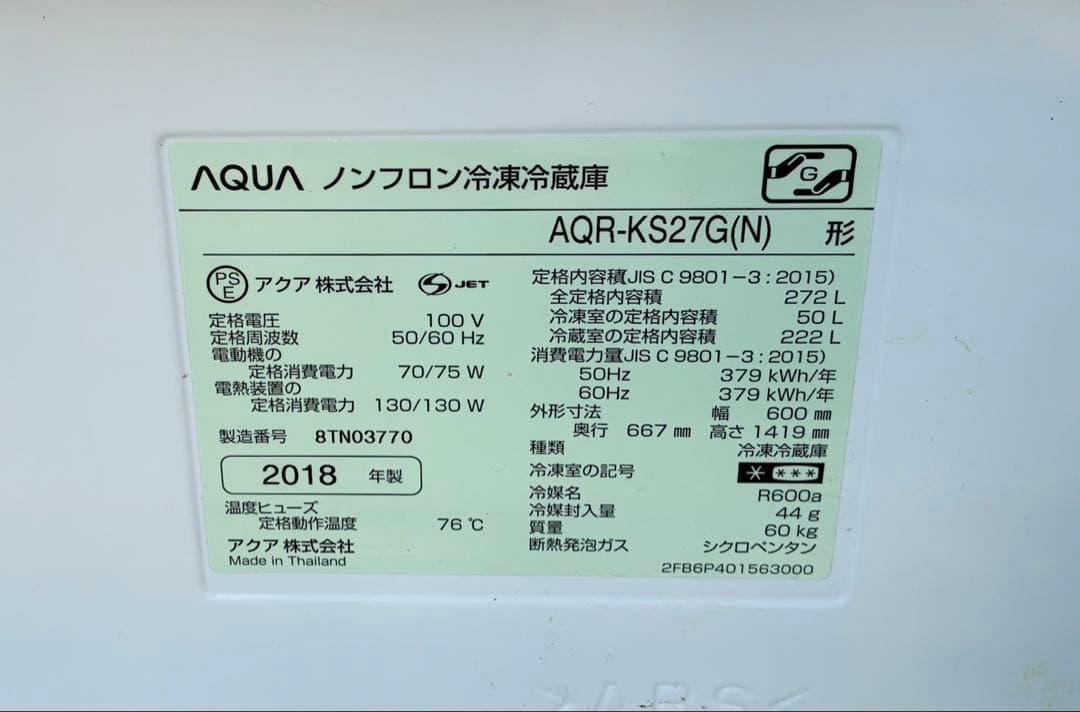 AQUA ノンフロン冷凍冷蔵庫
G
AQR-KS27G(N) 形
PS E アクア 株式会社 S JET
定格電圧 100 V
定格周波数 50/60 Hz
電動機の
定格消費電力 70/75 W
電熱装置の
定格消費電力 130/130 W
製造番号 8TN03770
2018 年製
温度ヒューズ
定格動作温度 76 ℃
アクア 株式会社
Made in Thailand
定格内容積(JIS C 9801-3:2015)
全定格内容積 272 L
冷凍室の定格内容積 50 L
冷蔵室の定格内容積 222 L
消費電力量(JIS C 9801-3:2015)
50Hz 379 kWh/年
60Hz 379 kWh/年
外形寸法 幅 600 ㎜
奥行 667 ㎜ 高さ 1419 ㎜
種類 冷凍冷蔵庫
冷凍室の記号 * ***
冷媒名 R600a
冷媒封入量 44 g
質量 60 kg
断熱発泡ガス シクロペンタン
2FB6P401563000